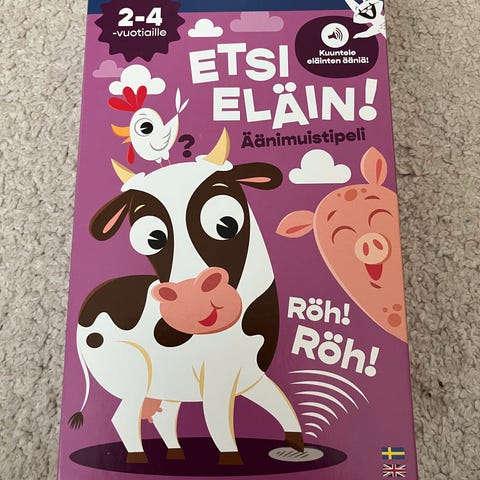 2-4
-vuotiaille
Kuuntele
eläinten ääniä!
ETSI
ELÄIN!
Äänimuistipeli
?
Röh!
Röh!